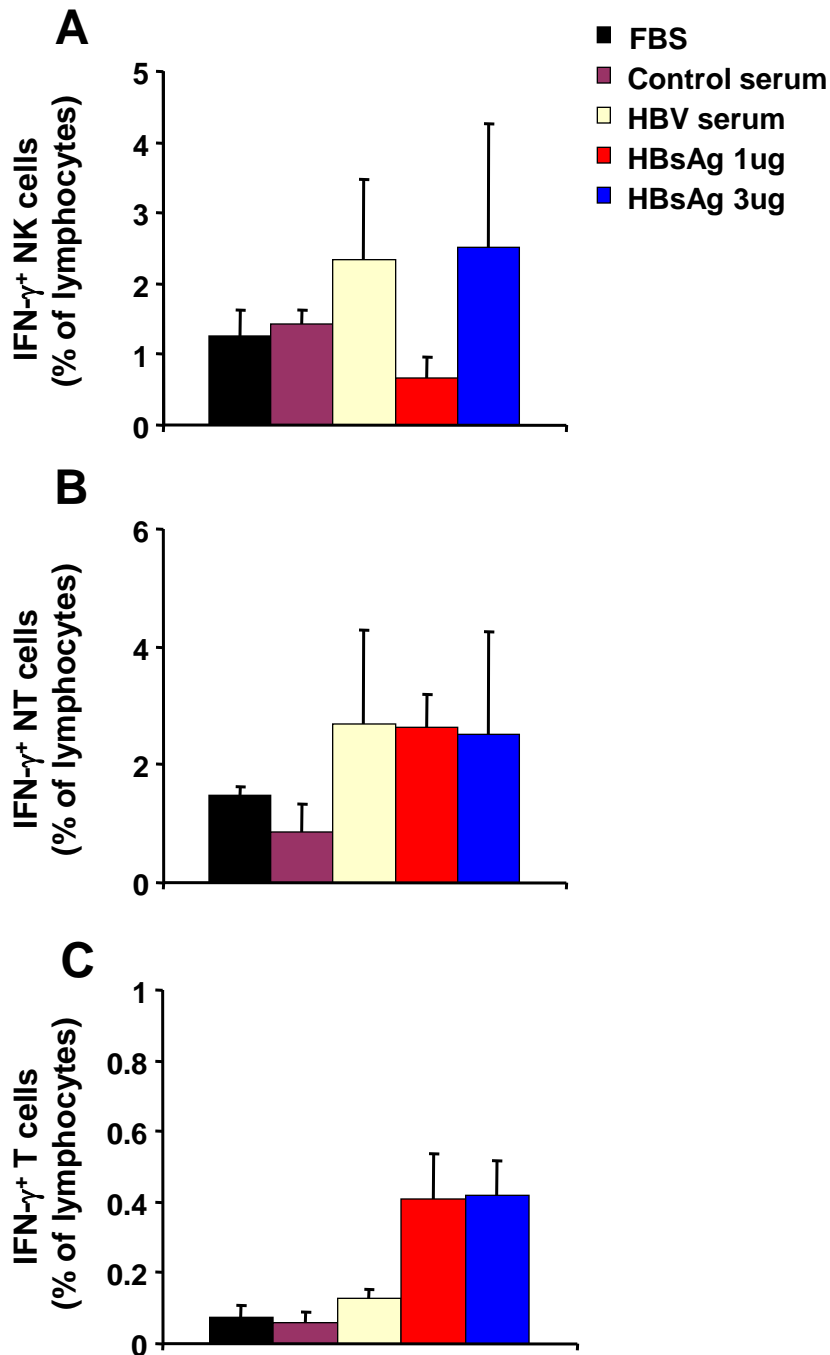 A
FBS
Control serum
HBV serum
HBsAg 1ug
HBsAg 3ug
IFN-γ⁺ NK cells
(% of lymphocytes)
5
4
3
2
1
0
B
IFN-γ⁺ NT cells
(% of lymphocytes)
6
4
2
0
C
IFN-γ⁺ T cells
(% of lymphocytes)
1
0.8
0.6
0.4
0.2
0